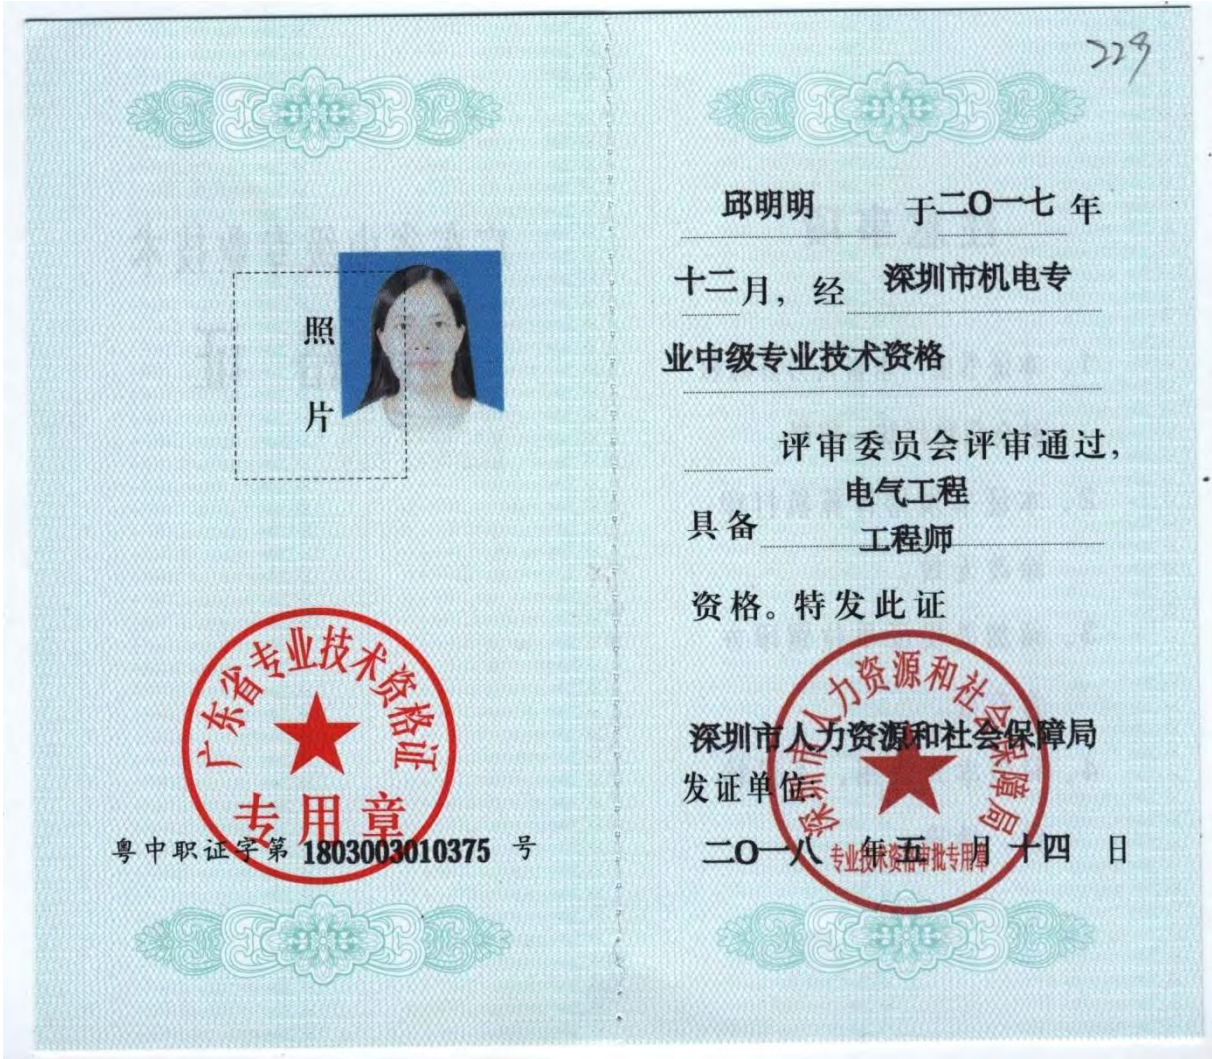 照
片
广东省专业技术资格证
专用章
粤中职证字第 1803003010375 号
229
邱明明 于二〇一七 年
十二月，经 深圳市机电专
业中级专业技术资格
评审委员会评审通过，
电气工程
具备 工程师
资格。特发此证
深圳市人力资源和社会保障局
深圳市人力资源和社会保障局
发证单位：
二〇一八 年 五 月 十四 日
专业技术资格审批专用章